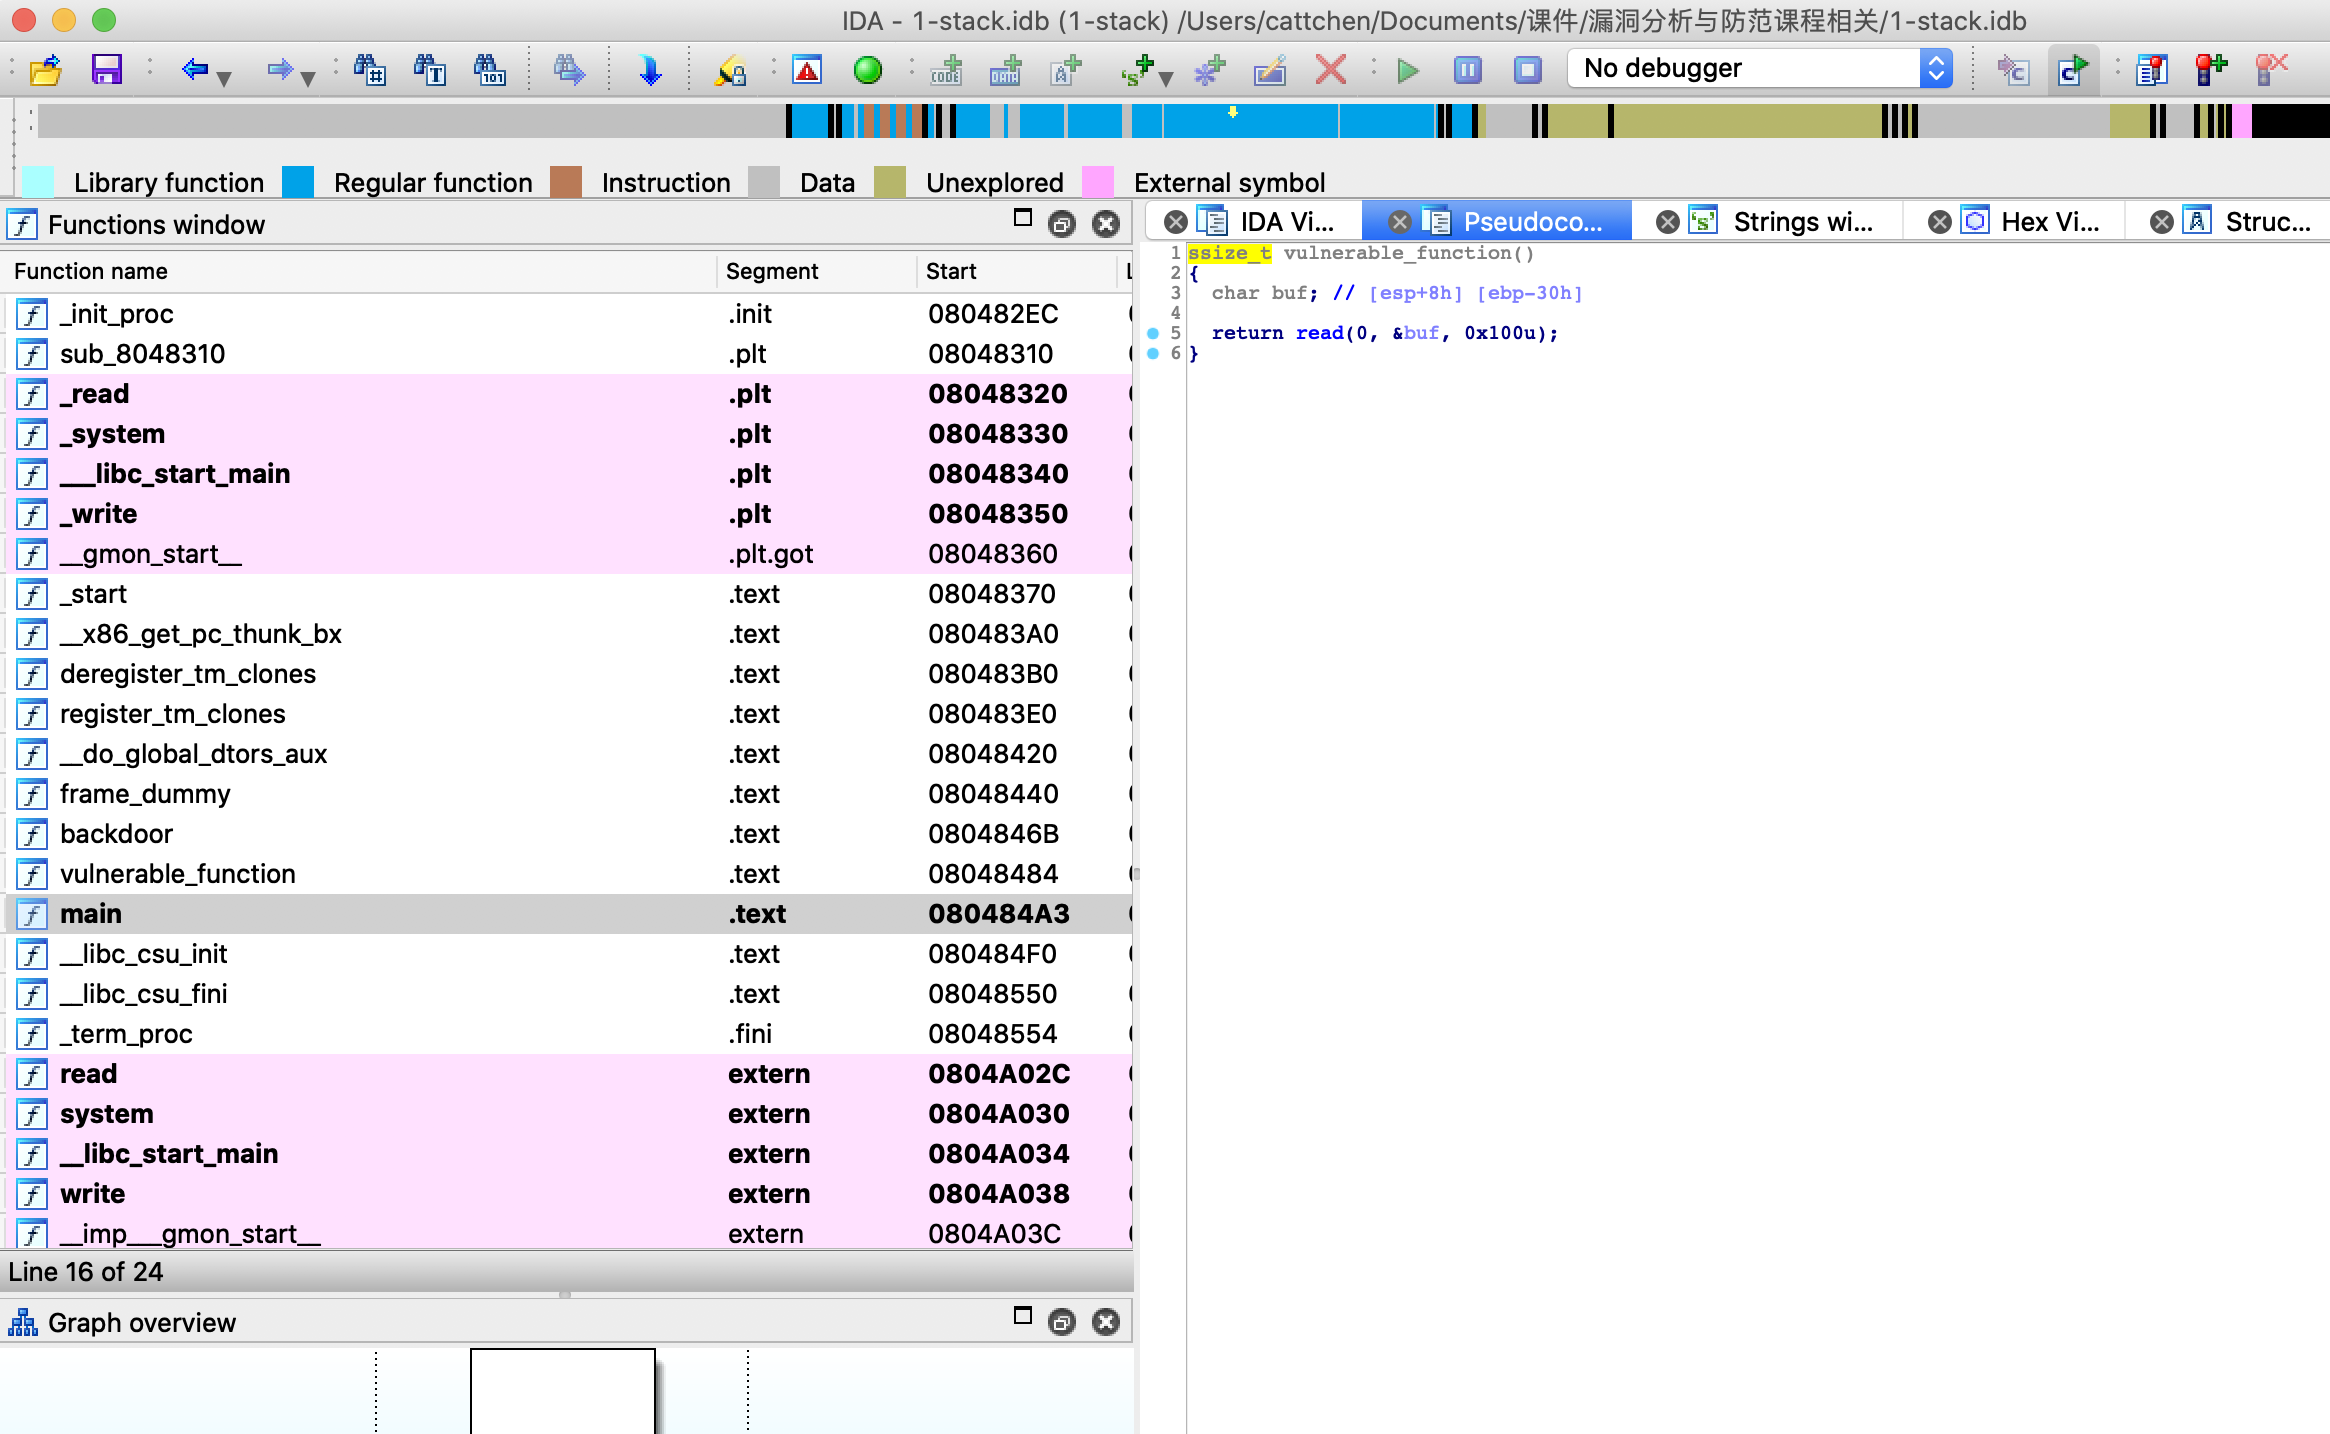 IDA - 1-stack.idb (1-stack) /Users/cattchen/Documents/课件/漏洞分析与防范课程相关/1-stack.idb
No debugger
Library function Regular function Instruction Data Unexplored External symbol
Functions window
Function name Segment Start
_init_proc .init 080482EC
sub_8048310 .plt 08048310
_read .plt 08048320
_system .plt 08048330
___libc_start_main .plt 08048340
_write .plt 08048350
__gmon_start__ .plt.got 08048360
_start .text 08048370
__x86_get_pc_thunk_bx .text 080483A0
deregister_tm_clones .text 080483B0
register_tm_clones .text 080483E0
__do_global_dtors_aux .text 08048420
frame_dummy .text 08048440
backdoor .text 0804846B
vulnerable_function .text 08048484
main .text 080484A3
__libc_csu_init .text 080484F0
__libc_csu_fini .text 08048550
_term_proc .fini 08048554
read extern 0804A02C
system extern 0804A030
__libc_start_main extern 0804A034
write extern 0804A038
__imp___gmon_start__ extern 0804A03C
Line 16 of 24
Graph overview
IDA Vi... Pseudoco... Strings wi... Hex Vi... Struc...
1 ssize_t vulnerable_function()
2 {
3 char buf; // [esp+8h] [ebp-30h]
4
5 return read(0, &buf, 0x100u);
6 }